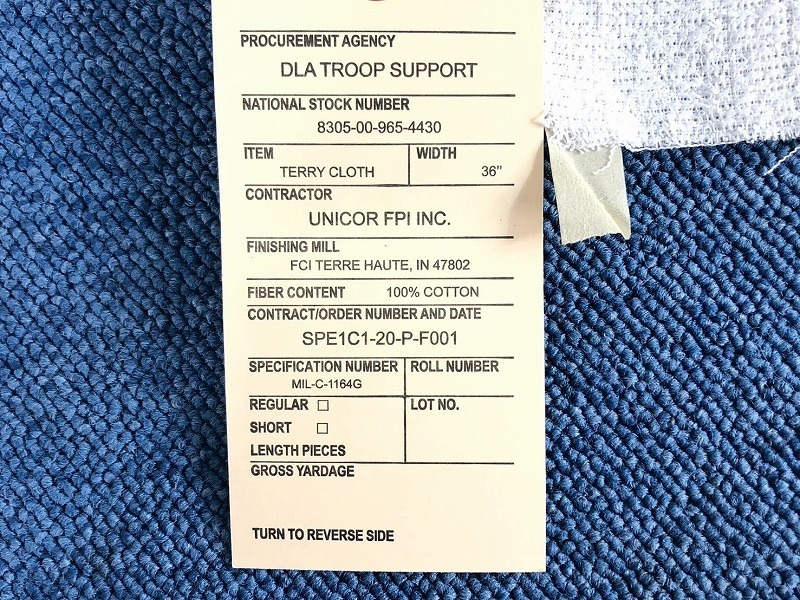 PROCUREMENT AGENCY
DLA TROOP SUPPORT
NATIONAL STOCK NUMBER
8305-00-965-4430
ITEM WIDTH
TERRY CLOTH 36"
CONTRACTOR
UNICOR FPI INC.
FINISHING MILL
FCI TERRE HAUTE, IN 47802
FIBER CONTENT 100% COTTON
CONTRACT/ORDER NUMBER AND DATE
SPE1C1-20-P-F001
SPECIFICATION NUMBER ROLL NUMBER
MIL-C-1164G
REGULAR ☐ LOT NO.
SHORT ☐
LENGTH PIECES
GROSS YARDAGE
TURN TO REVERSE SIDE